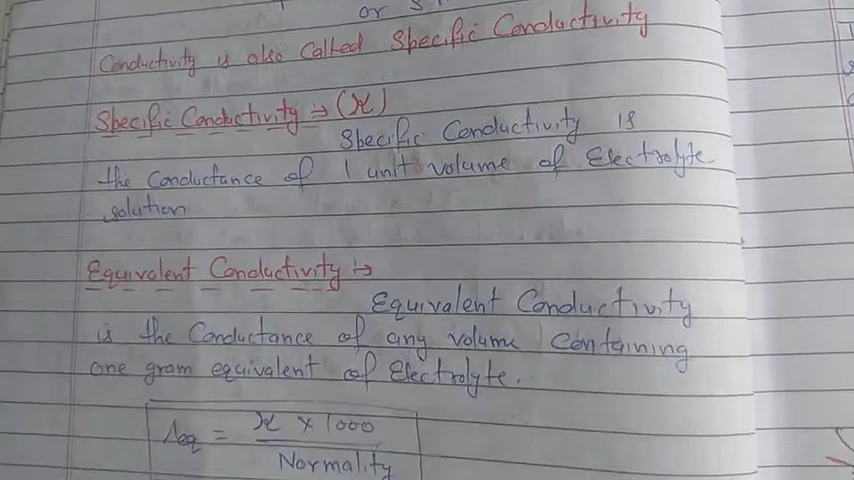 or
Conductivity is also Called Specific Conductivity
Specific Conductivity :→ (ϰ)
Specific Conductivity is
the Conductance of 1 unit volume of Electrolyte
solution
Equivalent Conductivity :→
Equivalent Conductivity
is the Conductance of any volume Containing
one gram equivalent of Electrolyte.
Λeq = ϰ × 1000
Normality